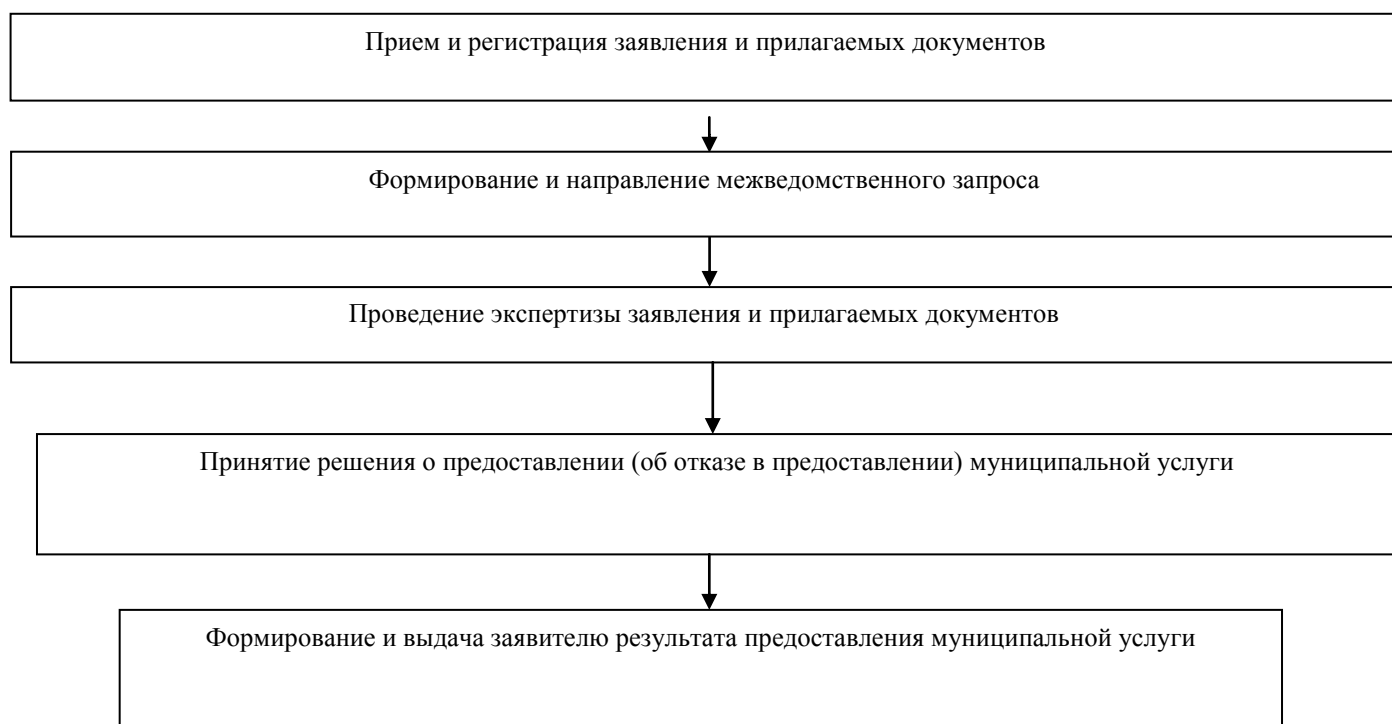 Прием и регистрация заявления и прилагаемых документов
Формирование и направление межведомственного запроса
Проведение экспертизы заявления и прилагаемых документов
Принятие решения о предоставлении (об отказе в предоставлении) муниципальной услуги
Формирование и выдача заявителю результата предоставления муниципальной услуги